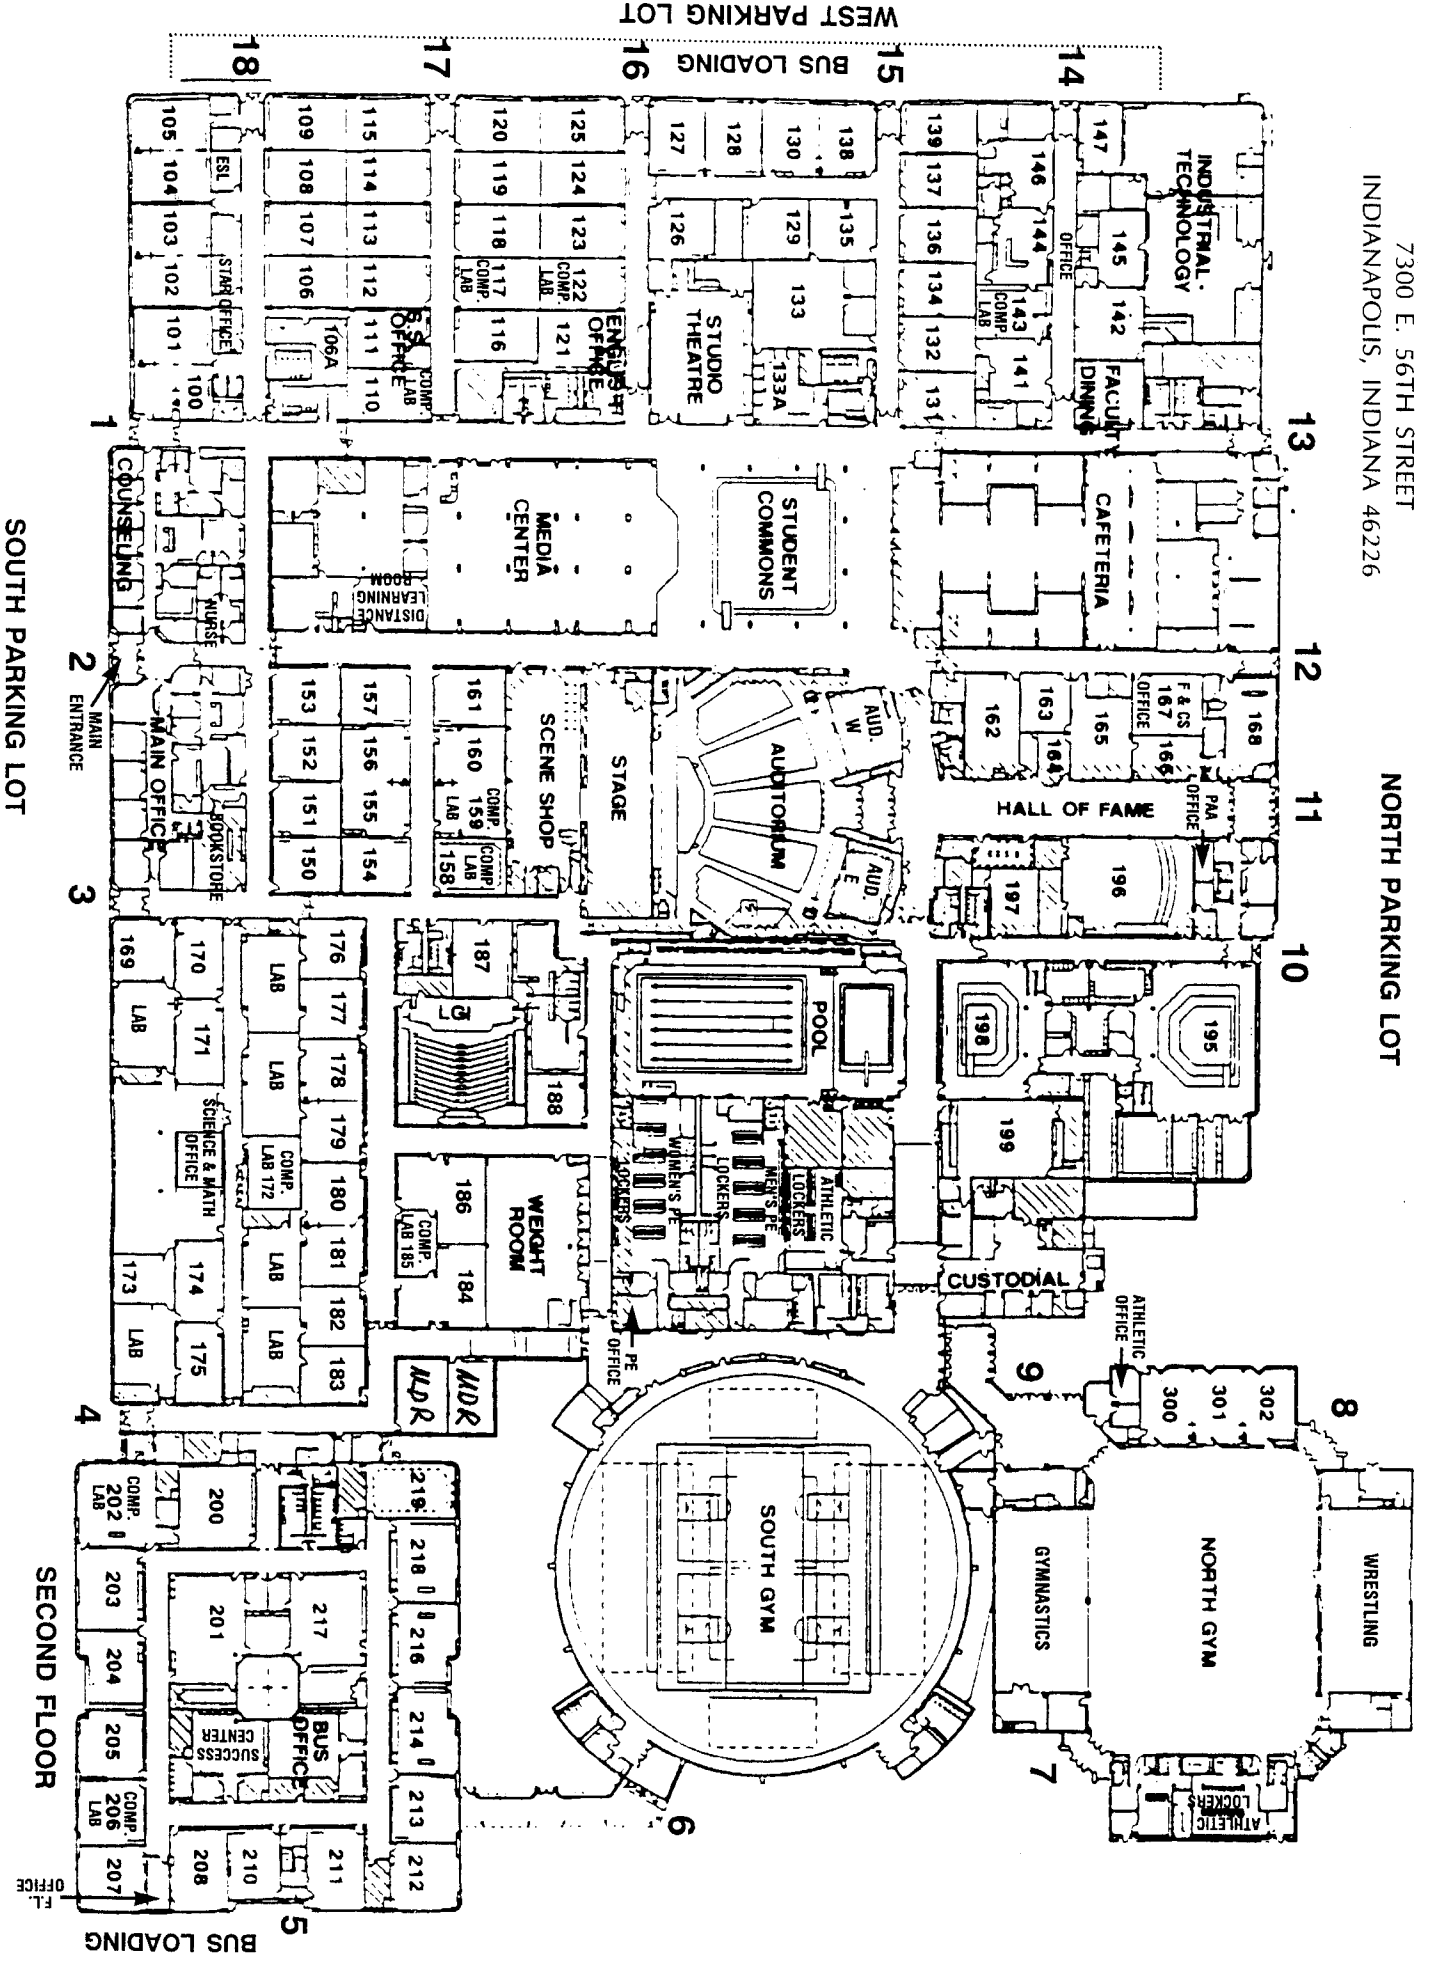 7300 E. 56TH STREET
INDIANAPOLIS, INDIANA 46226
NORTH PARKING LOT
WEST PARKING LOT
BUS LOADING
SOUTH PARKING LOT
18
17
16
15
14
13
12
11
10
9
8
7
6
5
4
3
2
1
MAIN
ENTRANCE
INDUSTRIAL -
TECHNOLOGY
147
145
142
OFFICE
FACULTY
DINING
146
144
143
COMP.
LAB
141
139
137
136
134
132
131
138
135
130
129
133
133A
128
127
126
STUDIO
THEATRE
125
124
123
122
COMP.
LAB
121
ENGLISH
OFFICE
120
119
118
117
COMP.
LAB
116
115
114
113
112
111
110
COMP.
LAB
S S
OFFICE
109
108
107
106
106A
ESL
STAR OFFICE
105
104
103
102
101
100
CAFETERIA
STUDENT
COMMONS
MEDIA
CENTER
DISTANCE
LEARNING
ROOM
COUNSELING
NURSE
168
F & CS
167
OFFICE
166
165
163
164
162
HALL OF FAME
PAA
OFFICE
196
197
AUD.
W
AUDITORIUM
AUD.
E
STAGE
SCENE SHOP
161
160
COMP.
159
LAB
COMP.
LAB
158
157
156
155
154
153
152
151
150
MAIN OFFICE
BOOKSTORE
195
198
199
POOL
CUSTODIAL
ATHLETIC
LOCKERS
MEN'S PE
LOCKERS
WOMEN'S PE
LOCKERS
PE
OFFICE
187
LGI
188
WEIGHT
ROOM
186
COMP.
LAB 185
184
MDR
MDR
176
177
178
179
180
181
182
183
LAB
LAB
COMP.
LAB 172
LAB
LAB
170
171
SCIENCE & MATH
OFFICE
174
175
169
LAB
173
LAB
ATHLETIC
OFFICE
302
301
300
WRESTLING
NORTH GYM
GYMNASTICS
ATHLETIC
LOCKERS
SOUTH GYM
219
218
216
214
213
212
217
BUS
OFFICE
211
200
201
SUCCESS
CENTER
210
208
COMP.
202
LAB
203
204
205
COMP.
206
LAB
207
F.L.
OFFICE
SECOND FLOOR
BUS LOADING